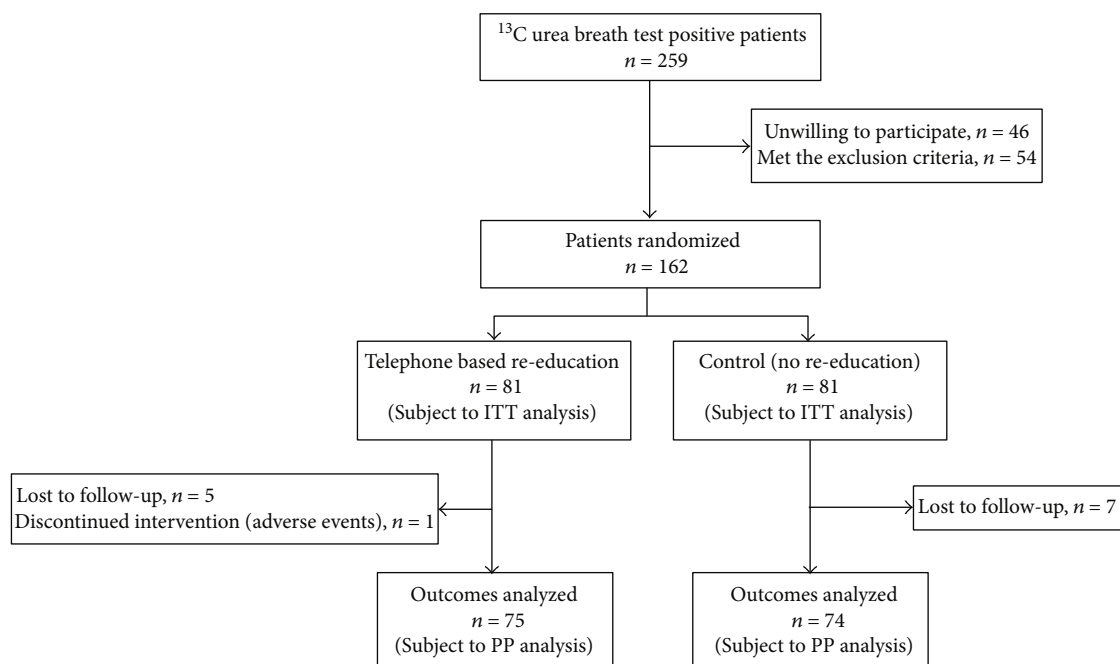 ¹³C urea breath test positive patients
n = 259
Unwilling to participate, n = 46
Met the exclusion criteria, n = 54
Patients randomized
n = 162
Telephone based re-education
n = 81
(Subject to ITT analysis)
Control (no re-education)
n = 81
(Subject to ITT analysis)
Lost to follow-up, n = 5
Discontinued intervention (adverse events), n = 1
Lost to follow-up, n = 7
Outcomes analyzed
n = 75
(Subject to PP analysis)
Outcomes analyzed
n = 74
(Subject to PP analysis)